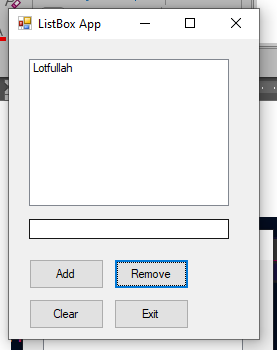 ListBox App
Lotfullah
Add
Remove
Clear
Exit